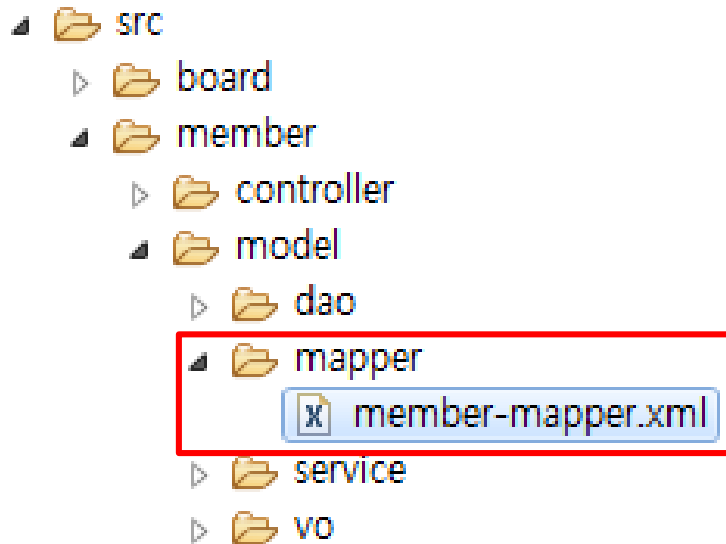 src
board
member
controller
model
dao
mapper
member-mapper.xml
service
vo